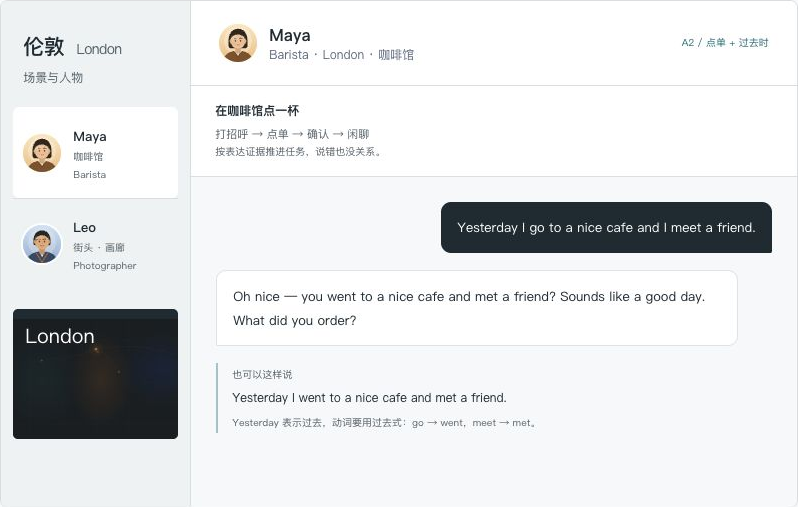 伦敦 London
场景与人物
Maya
咖啡馆
Barista
Leo
街头 · 画廊
Photographer
London
Maya
Barista · London · 咖啡馆
A2 / 点单 + 过去时
在咖啡馆点一杯
打招呼 → 点单 → 确认 → 闲聊
按表达证据推进任务，说错也没关系。
Yesterday I go to a nice cafe and I meet a friend.
Oh nice — you went to a nice cafe and met a friend? Sounds like a good day.
What did you order?
也可以这样说
Yesterday I went to a nice cafe and met a friend.
Yesterday 表示过去，动词要用过去式：go → went，meet → met。